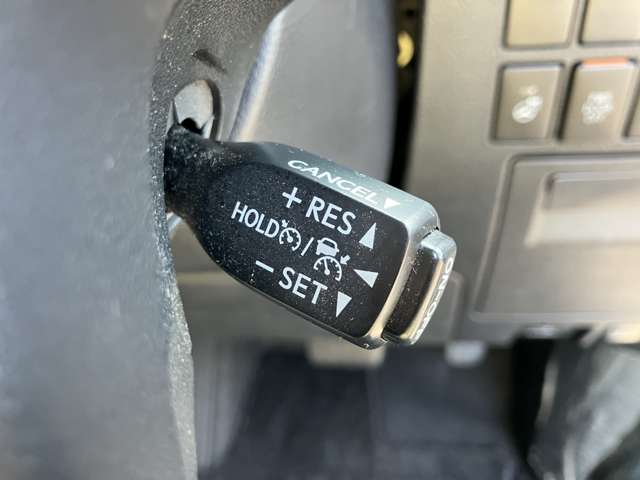 CANCEL
+ RES
HOLD /
- SET